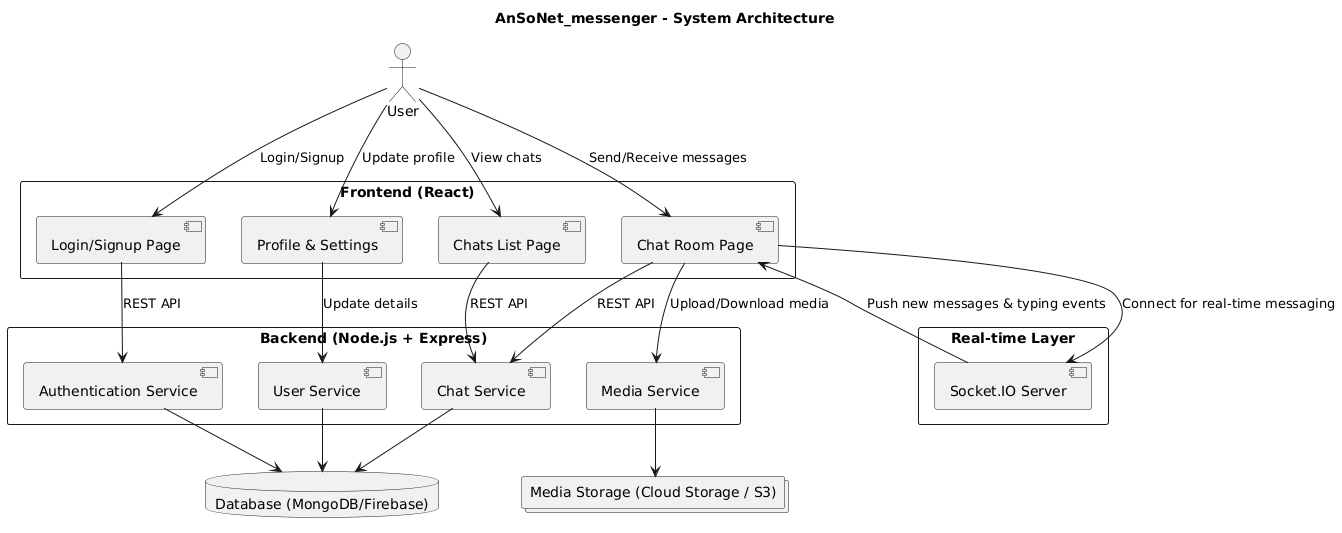 AnSoNet_messenger - System Architecture
User
Login/Signup
Update profile
View chats
Send/Receive messages
Frontend (React)
Login/Signup Page
Profile & Settings
Chats List Page
Chat Room Page
REST API
Update details
REST API
REST API
Upload/Download media
Push new messages & typing events
Connect for real-time messaging
Backend (Node.js + Express)
Real-time Layer
Authentication Service
User Service
Chat Service
Media Service
Socket.IO Server
Database (MongoDB/Firebase)
Media Storage (Cloud Storage / S3)